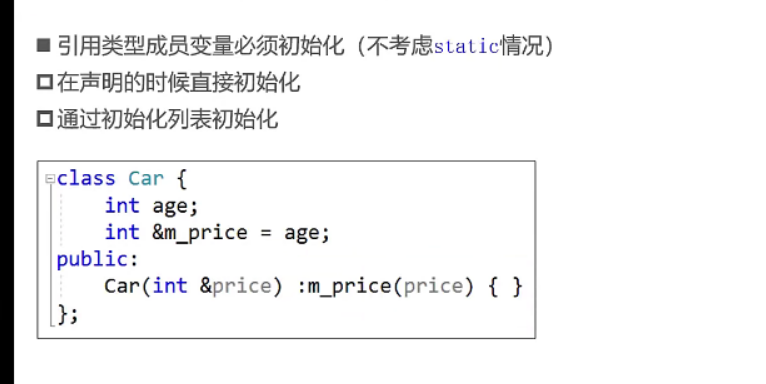 引用类型成员变量必须初始化（不考虑static情况）
在声明的时候直接初始化
通过初始化列表初始化
class Car {
    int age;
    int &m_price = age;
public:
    Car(int &price) :m_price(price) { }
};